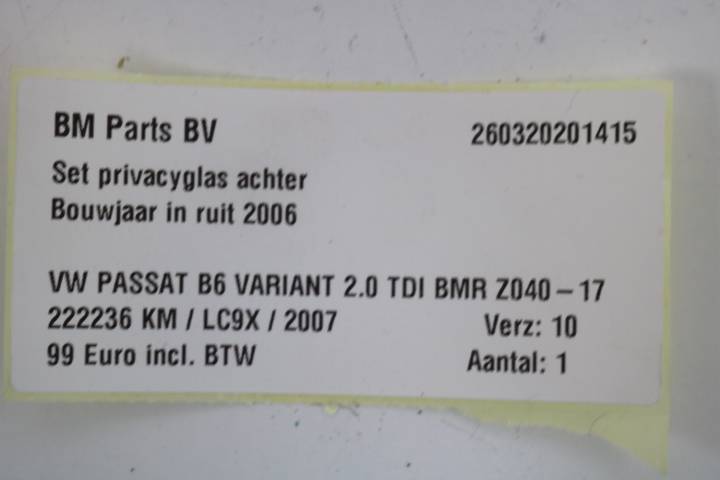 BM Parts BV 260320201415
Set privacyglas achter
Bouwjaar in ruit 2006
VW PASSAT B6 VARIANT 2.0 TDI BMR Z040-17
222236 KM / LC9X / 2007 Verz: 10
99 Euro incl. BTW Aantal: 1